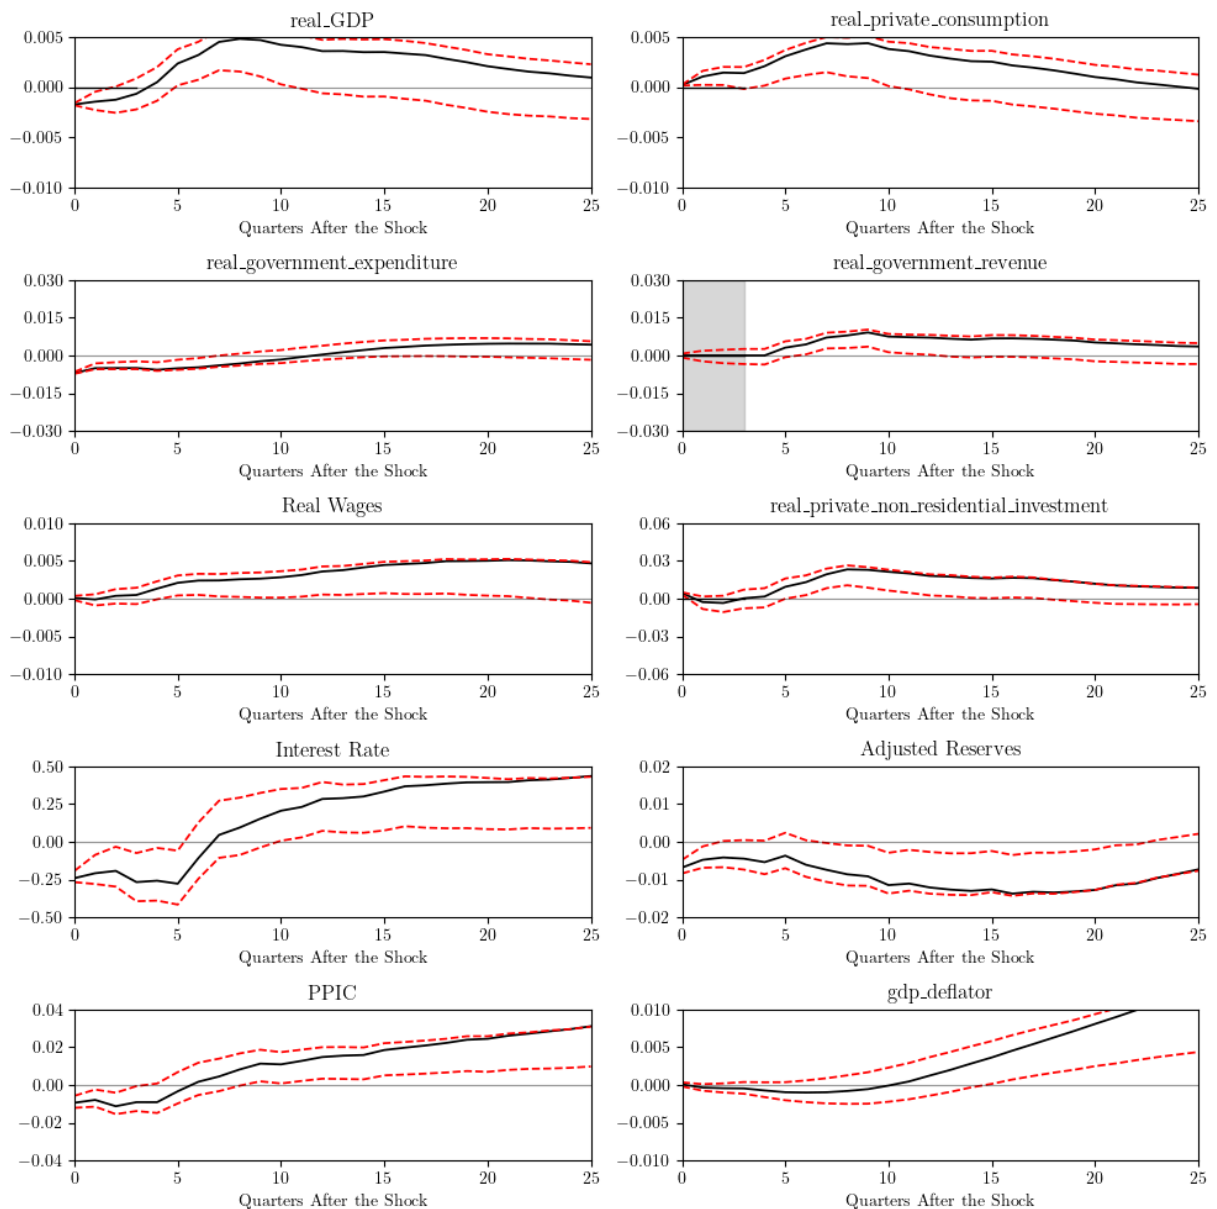 real_GDP
0.005
0.000
−0.005
−0.010
0 5 10 15 20 25
Quarters After the Shock
real_private_consumption
0.005
0.000
−0.005
−0.010
0 5 10 15 20 25
Quarters After the Shock
real_government_expenditure
0.030
0.015
0.000
−0.015
−0.030
0 5 10 15 20 25
Quarters After the Shock
real_government_revenue
0.030
0.015
0.000
−0.015
−0.030
0 5 10 15 20 25
Quarters After the Shock
Real Wages
0.010
0.005
0.000
−0.005
−0.010
0 5 10 15 20 25
Quarters After the Shock
real_private_non_residential_investment
0.06
0.03
0.00
−0.03
−0.06
0 5 10 15 20 25
Quarters After the Shock
Interest Rate
0.50
0.25
0.00
−0.25
−0.50
0 5 10 15 20 25
Quarters After the Shock
Adjusted Reserves
0.02
0.01
0.00
−0.01
−0.02
0 5 10 15 20 25
Quarters After the Shock
PPIC
0.04
0.02
0.00
−0.02
−0.04
0 5 10 15 20 25
Quarters After the Shock
gdp_deflator
0.010
0.005
0.000
−0.005
−0.010
0 5 10 15 20 25
Quarters After the Shock